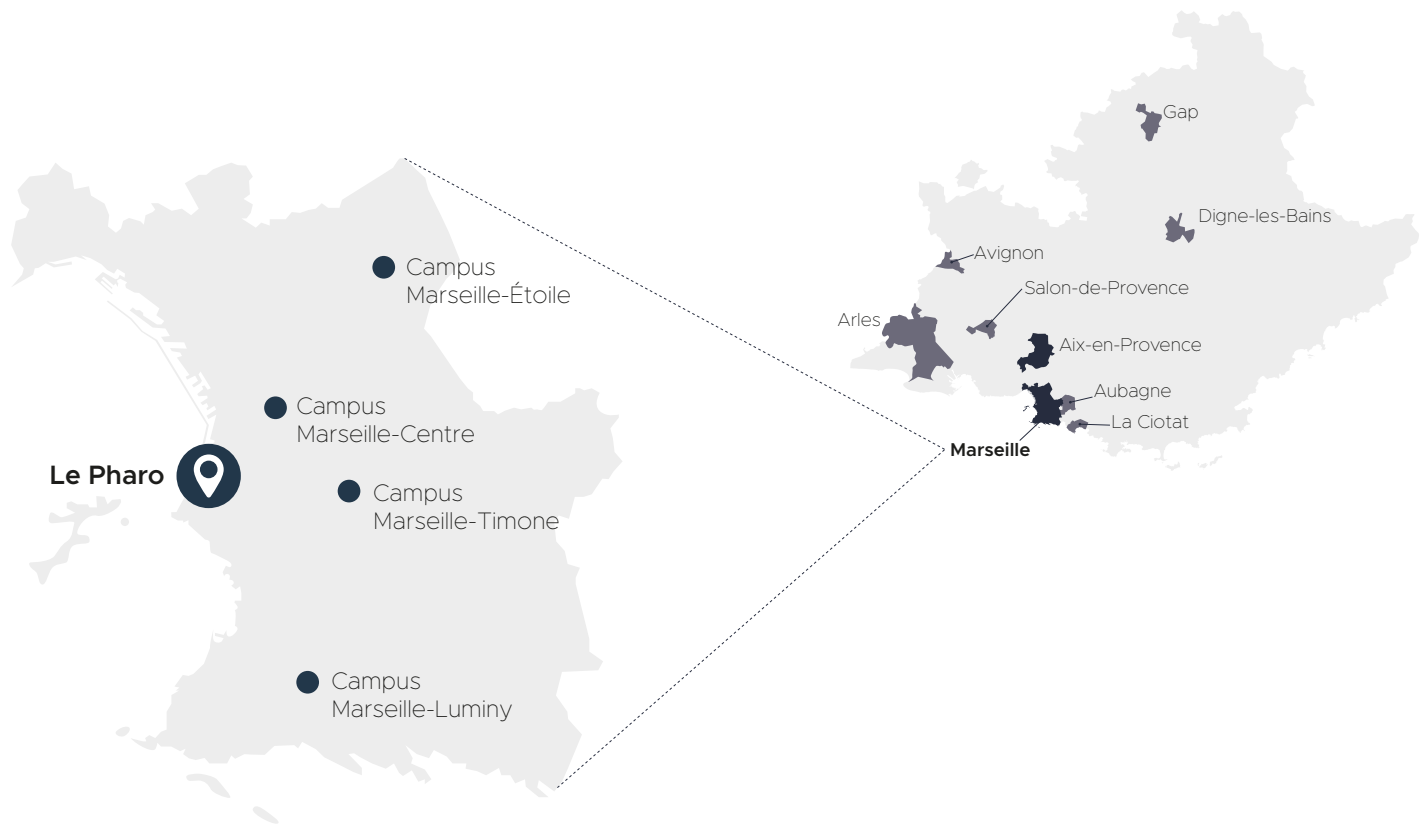 Campus
Marseille-Étoile
Campus
Marseille-Centre
Le Pharo
Campus
Marseille-Timone
Campus
Marseille-Luminy
Gap
Digne-les-Bains
Avignon
Salon-de-Provence
Arles
Aix-en-Provence
Aubagne
La Ciotat
Marseille